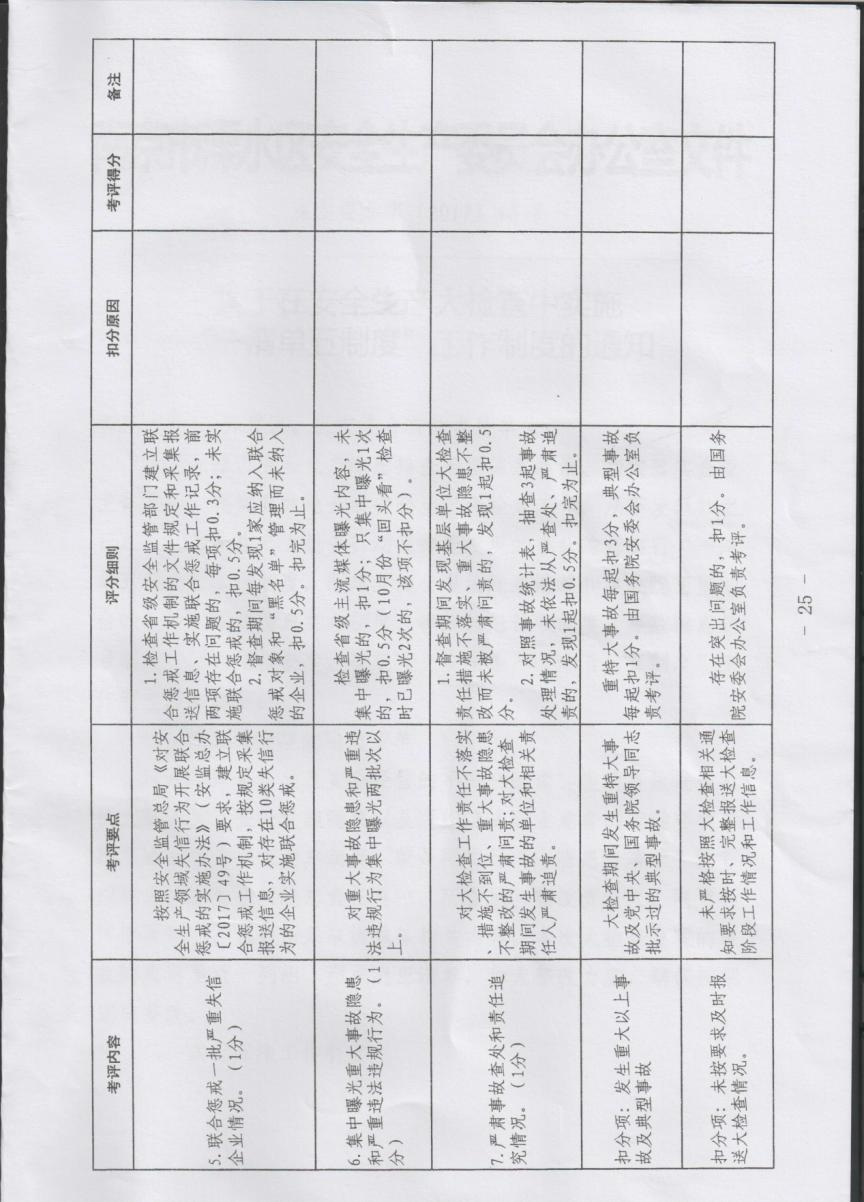 考评内容
考评要点
评分细则
扣分原因
考评得分
备注
5.联合惩戒一批严重失信
企业情况。（1分）
按照安全监管总局《对安
全生产领域失信行为开展联合
惩戒的实施办法》（安监总办
〔2017〕49号）要求，建立联
合惩戒工作机制，按规定采集
报送信息，对存在10类失信行
为的企业实施联合惩戒。
1.检查省级安全监管部门建立联
合惩戒工作机制的文件规定和采集报
送信息、实施联合惩戒工作记录，前
两项存在问题的，每项扣0.3分；未实
施联合惩戒的，扣0.5分。
2.督查期间每发现1家应纳入联合
惩戒对象和“黑名单”管理而未纳入
的企业，扣0.5分。扣完为止。
6.集中曝光重大事故隐患
和严重违法违规行为。（1
分）
对重大事故隐患和严重违
法违规行为集中曝光两批次以
上。
检查省级主流媒体曝光内容，未
集中曝光的，扣1分；只集中曝光1次
的，扣0.5分（10月份“回头看”检查
时已曝光2次的，该项不扣分）。
7.严肃事故查处和责任追
究情况。（1分）
对大检查工作责任不落实
、措施不到位、重大事故隐患
不整改的严肃问责;对大检查
期间发生事故的单位和相关责
任人严肃追责。
1.督查期间发现基层单位大检查
责任措施不落实、重大事故隐患不整
改而未被严肃问责的，发现1起扣0.5
分。
2.对照事故统计表，抽查3起事故
处理情况，未依法从严查处、严肃追
责的，发现1起扣0.5分。扣完为止。
扣分项：发生重大以上事
故及典型事故
大检查期间发生重特大事
故及党中央、国务院领导同志
批示过的典型事故。
重特大事故每起扣3分，典型事故
每起扣1分。由国务院安委会办公室负
责考评。
扣分项：未按要求及时报
送大检查情况。
未严格按照大检查相关通
知要求按时、完整报送大检查
阶段工作情况和工作信息。
存在突出问题的，扣1分。由国务
院安委会办公室负责考评。
- 25 -